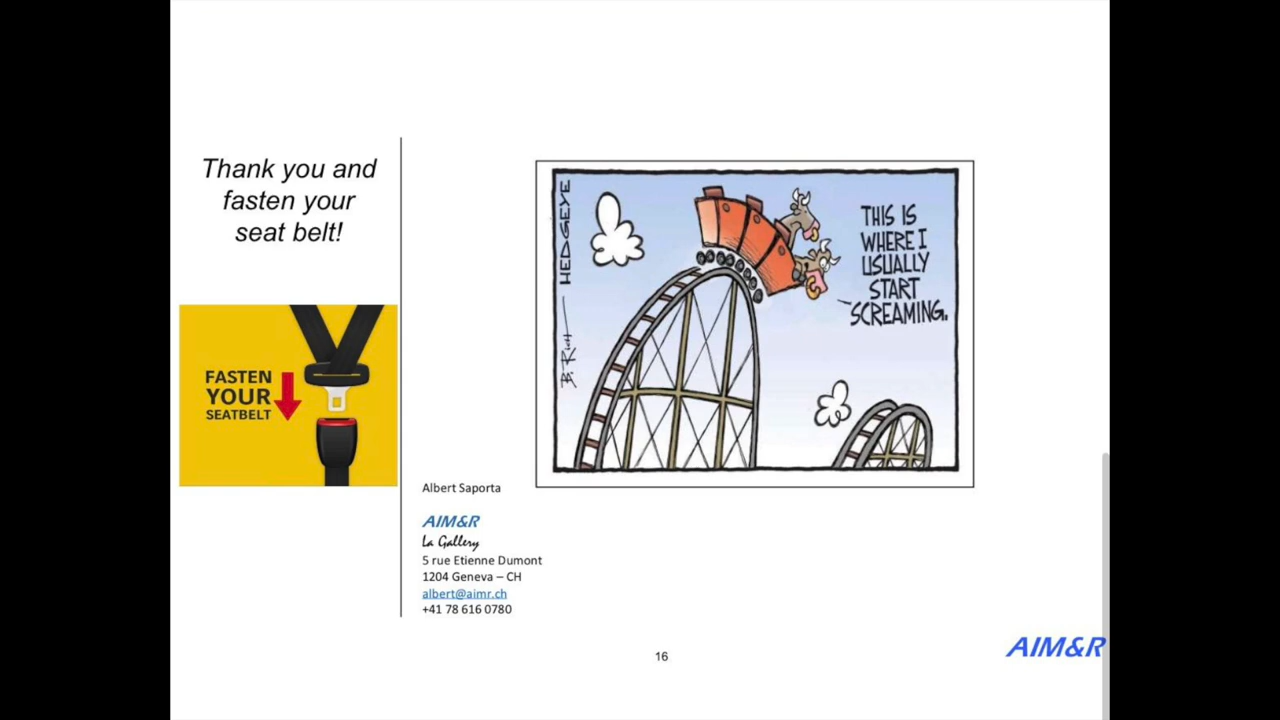 Thank you and
fasten your
seat belt!
FASTEN
YOUR
SEATBELT
HEDGEYE
B Rich
THIS IS
WHERE I
USUALLY
START
SCREAMING.
Albert Saporta
AIM&R
La Gallery
5 rue Etienne Dumont
1204 Geneva – CH
albert@aimr.ch
+41 78 616 0780
16
AIM&R